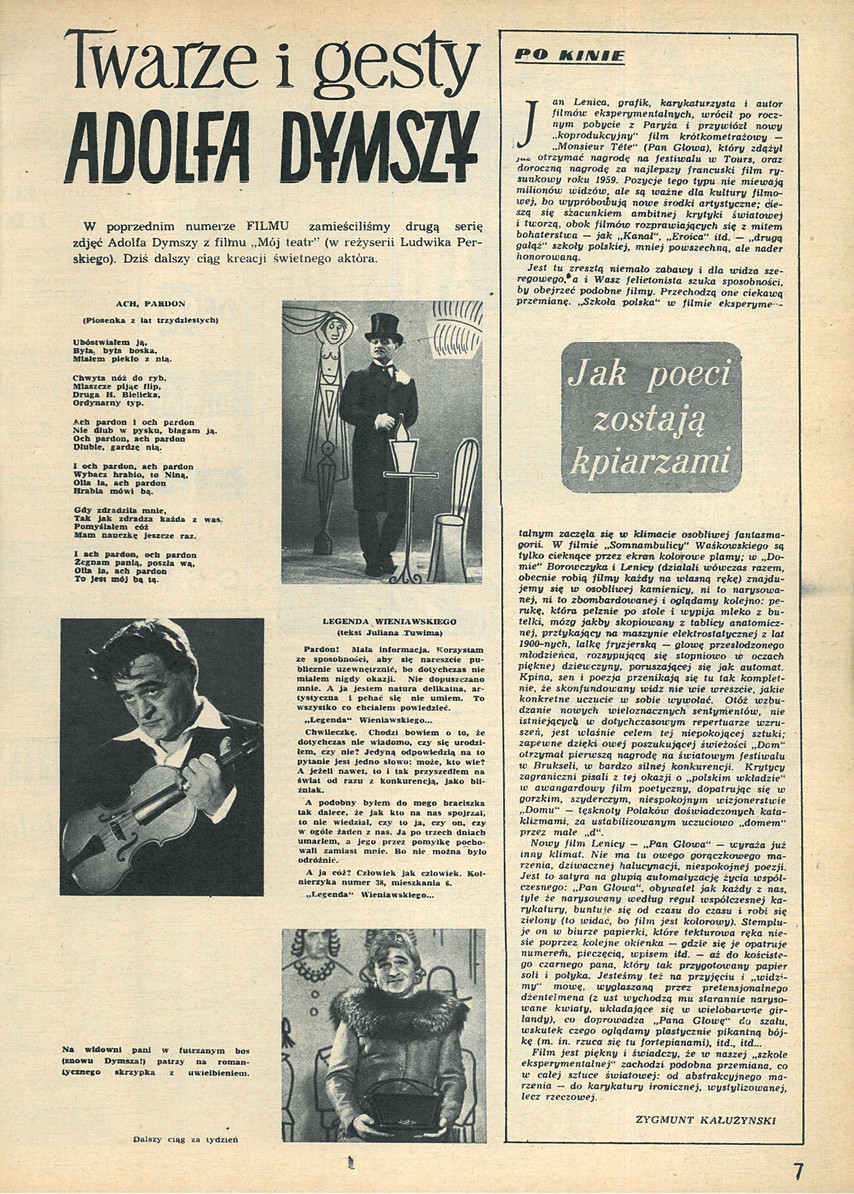 Twarze i gesty
ADOLFA DYMSZY
W poprzednim numerze FILMU zamieściliśmy drugą serię
zdjęć Adolfa Dymszy z filmu „Mój teatr” (w reżyserii Ludwika Per-
skiego). Dziś dalszy ciąg kreacji świetnego aktora.
ACH, PARDON
(Piosenka z lat trzydziestych)
Ubóstwiałem ją,
Była, była boska,
Miałem piekło z nią.
Chwyta nóż do ryb,
Mlaszcze pijąc flip,
Druga H. Bielicka,
Ordynarny typ.
Ach pardon i och pardon
Nie dłub w pysku, błagam ją.
Och pardon, ach pardon
Dłubie, gardzę nią.
I och pardon, ach pardon
Wybacz hrabio, to Niną,
Olla la, ach pardon
Hrabia mówi bą.
Gdy zdradziła mnie,
Tak jak zdradza każda z was.
Pomyślałem cóż
Mam nauczkę jeszcze raz.
I ach pardon, och pardon
Żegnam panią, poszła wą,
Olla la, ach pardon
To jest mój bą tą.
LEGENDA WIENIAWSKIEGO
(tekst Juliana Tuwima)
Pardon! Mała informacja. Korzystam
ze sposobności, aby się nareszcie pu-
blicznie uzewnętrznić, bo dotychczas nie
miałem nigdy okazji. Nie dopuszczano
mnie. A ja jestem natura delikatna, ar-
tystyczna i pchać się nie umiem. To
wszystko co chciałem powiedzieć.
„Legenda” Wieniawskiego...
Chwileczkę. Chodzi bowiem o to, że
dotychczas nie wiadomo, czy się urodzi-
łem, czy nie? Jedyną odpowiedzią na to
pytanie jest jedno słowo: może, kto wie?
A jeżeli nawet, to i tak przyszedłem na
świat od razu z konkurencją, jako bli-
źniak.
A podobny byłem do mego braciszka
tak dalece, że jak kto na nas spojrzał,
to nie wiedział, czy to ja, czy on, czy
w ogóle żaden z nas. Ja po trzech dniach
umarłem, a jego przez pomyłkę pocho-
wali zamiast mnie. Bo nie można było
odróżnić.
A ja cóż? Człowiek jak człowiek. Koł-
nierzyka numer 38, mieszkania 6.
„Legenda” Wieniawskiego...
Na widowni pani w futrzanym boa
(znowu Dymsza!) patrzy na roman-
tycznego skrzypka z uwielbieniem.
Dalszy ciąg za tydzień
PO KINIE
Jan Lenica, grafik, karykaturzysta i autor
filmów eksperymentalnych, wrócił po rocz-
nym pobycie z Paryża i przywiózł nowy
„koprodukcyjny” film krótkometrażowy —
„Monsieur Tête” (Pan Głowa), który zdążył
już otrzymać nagrodę na festiwalu w Tours, oraz
doroczną nagrodę za najlepszy francuski film ry-
sunkowy roku 1959. Pozycje tego typu nie miewają
milionów widzów, ale są ważne dla kultury filmo-
wej, bo wypróbowują nowe środki artystyczne; cie-
szą się szacunkiem ambitnej krytyki światowej
i tworzą, obok filmów rozprawiających się z mitem
bohaterstwa — jak „Kanał”, „Eroica” itd. — „drugą
gałąź” szkoły polskiej, mniej powszechną, ale nader
honorowaną.
Jest tu zresztą niemało zabawy i dla widza sze-
regowego, a i Wasz felietonista szuka sposobności,
by obejrzeć podobne filmy. Przechodzą one ciekawą
przemianę. „Szkoła polska” w filmie eksperymen-
Jak poeci
zostają
kpiarzami
talnym zaczęła się w klimacie osobliwej fantasma-
gorii. W filmie „Somnambulicy” Waśkowskiego są
tylko cieknące przez ekran kolorowe plamy; w „Do-
mie” Borowczyka i Lenicy (działali wówczas razem,
obecnie robią filmy każdy na własną rękę) znajdu-
jemy się w osobliwej kamienicy, ni to narysowa-
nej, ni to zbombardowanej i oglądamy kolejno: pe-
rukę, która pełznie po stole i wypija mleko z bu-
telki, mózg jakby skopiowany z tablicy anatomicz-
nej, prztykający na maszynie elektrostatycznej z lat
1900-nych, lalkę fryzjerską — głowę przesłodzonego
młodzieńca, rozsypującą się stopniowo w oczach
pięknej dziewczyny, poruszającej się jak automat.
Kpina, sen i poezja przenikają się tu tak komplet-
nie, że skonfundowany widz nie wie wreszcie, jakie
konkretne uczucie w sobie wywołać. Otóż wzbu-
dzanie nowych wieloznacznych sentymentów, nie
istniejących w dotychczasowym repertuarze wzru-
szeń, jest właśnie celem tej niepokojącej sztuki;
zapewne dzięki owej poszukującej świeżości „Dom”
otrzymał pierwszą nagrodę na światowym festiwalu
w Brukseli, w bardzo silnej konkurencji. Krytycy
zagraniczni pisali z tej okazji o „polskim wkładzie”
w awangardowy film poetycki, dopatrując się w
gorzkim, szyderczym, niespokojnym wizjonerstwie
„Domu” — tęsknoty Polaków doświadczonych kata-
klizmami, za ustabilizowanym uczuciowo „domem”
przez małe „d”.
Nowy film Lenicy — „Pan Głowa” — wyraża już
inny klimat. Nie ma tu owego gorączkowego ma-
rzenia, dziwacznej halucynacji, niespokojnej poezji.
Jest to satyra na głupią automatyzację życia współ-
czesnego: „Pan Głowa”, obywatel jak każdy z nas,
tyle że narysowany według reguł współczesnej ka-
rykatury, buntuje się od czasu do czasu i robi się
zielony (to widać, bo film jest kolorowy). Stemplu-
je on w biurze papierki, które tekturowa ręka nie-
sie poprzez kolejne okienka — gdzie się je opatruje
numerem, pieczęcią, wpisem itd. — aż do kościste-
go czarnego pana, który tak przygotowany papier
soli i połyka. Jesteśmy też na przyjęciu i „widzi-
my” mowę, wygłaszaną przez pretensjonalnego
dżentelmena (z ust wychodzą mu starannie naryso-
wane kwiaty, układające się w wielobarwne gir-
landy), co doprowadza „Pana Głowę” do szału,
wskutek czego oglądamy plastycznie pikantną bój-
kę (m. in. rzuca się tu fortepianami), itd., itd...
Film jest piękny i świadczy, że w naszej „szkole
eksperymentalnej” zachodzi podobna przemiana, co
w całej sztuce światowej: od abstrakcyjnego ma-
rzenia — do karykatury ironicznej, wystylizowanej,
lecz rzeczowej.
ZYGMUNT KAŁUŻYŃSKI
7